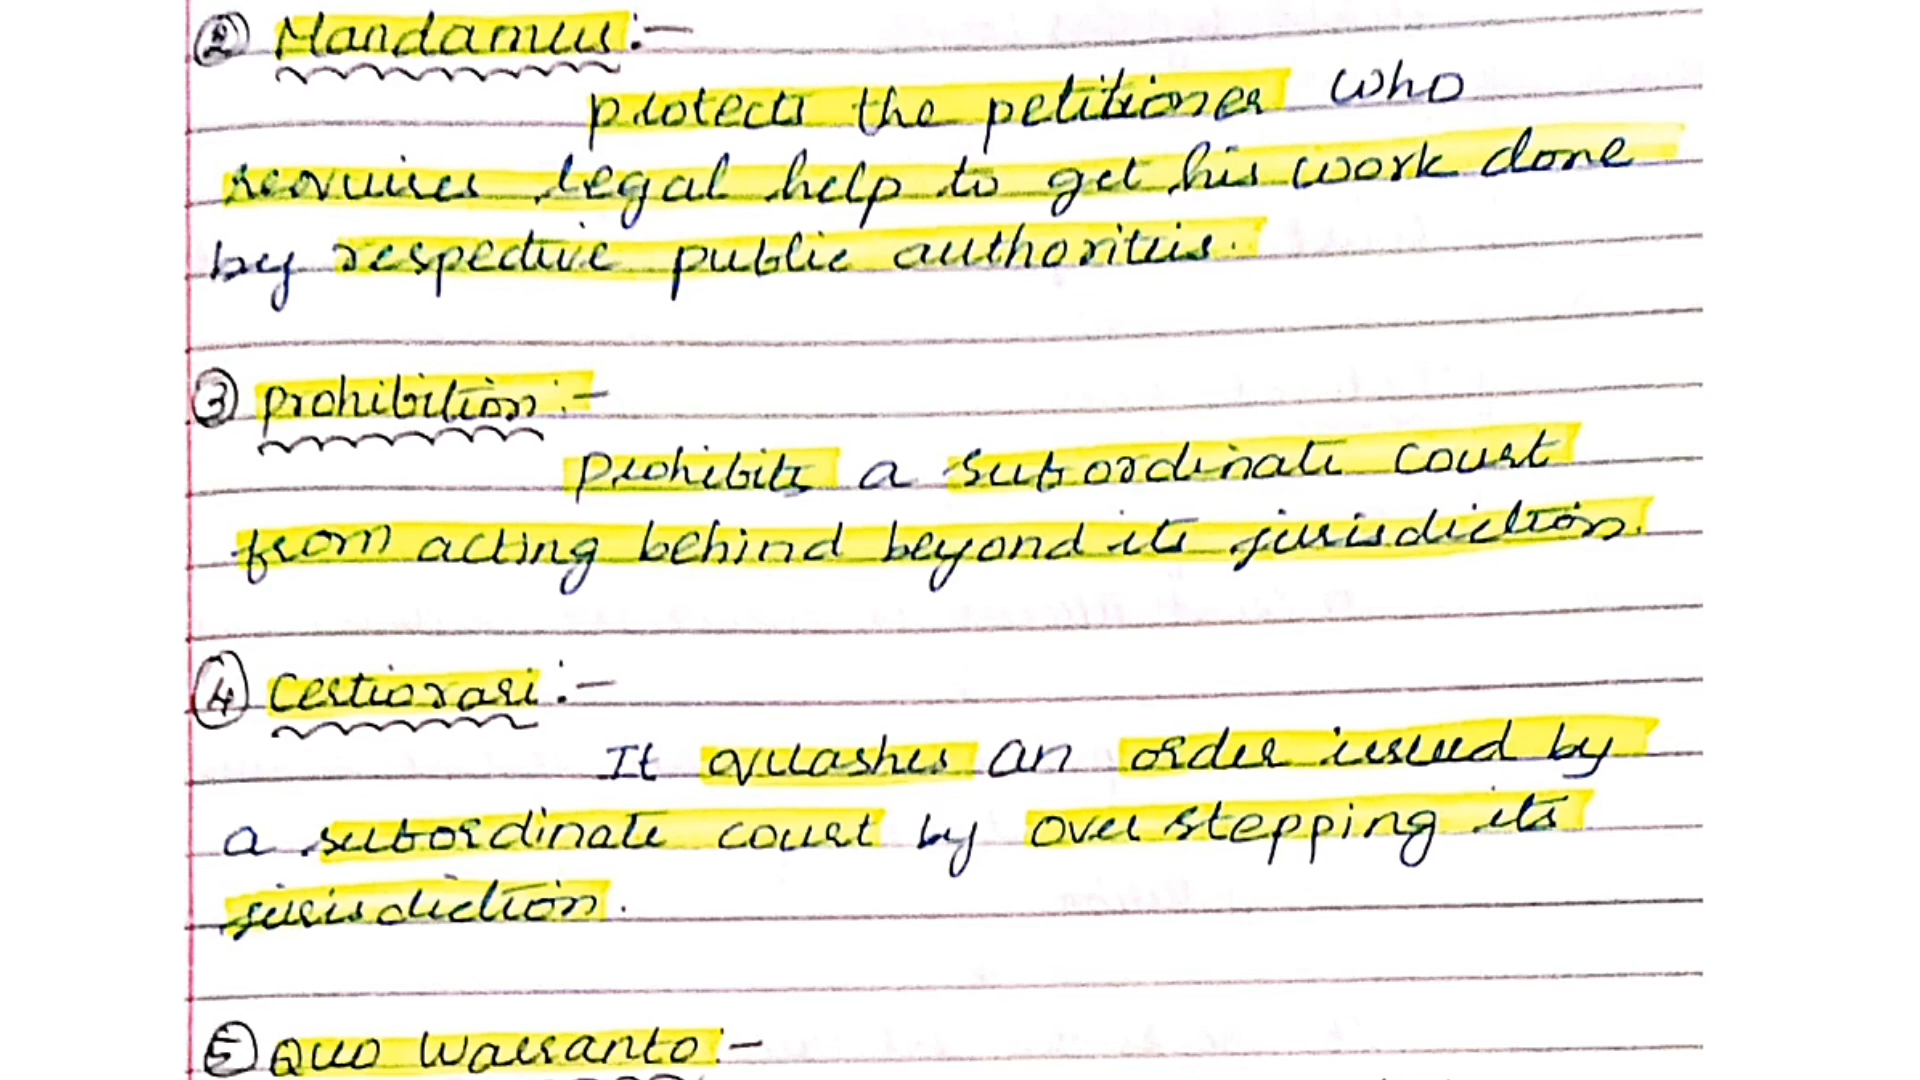 ② Mandamus:-
protects the petitioner who
requires legal help to get his work done
by respective public authorities.
③ prohibition:-
Prohibits a subordinate court
from acting behind beyond its jurisdiction.
④ Certiorari:-
It quashes an order issued by
a subordinate court by over stepping its
jurisdiction.
⑤ Quo Warranto:-